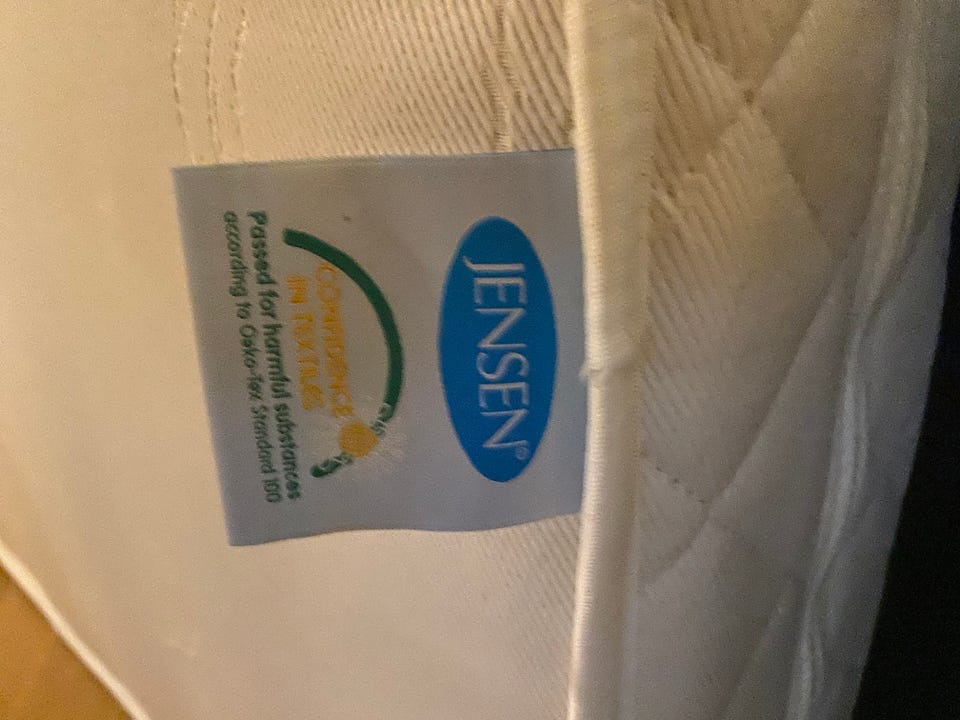 JENSEN®
CONFIDENCE
IN TEXTILES
Passed for harmful substances
according to Oeko-Tex Standard 100